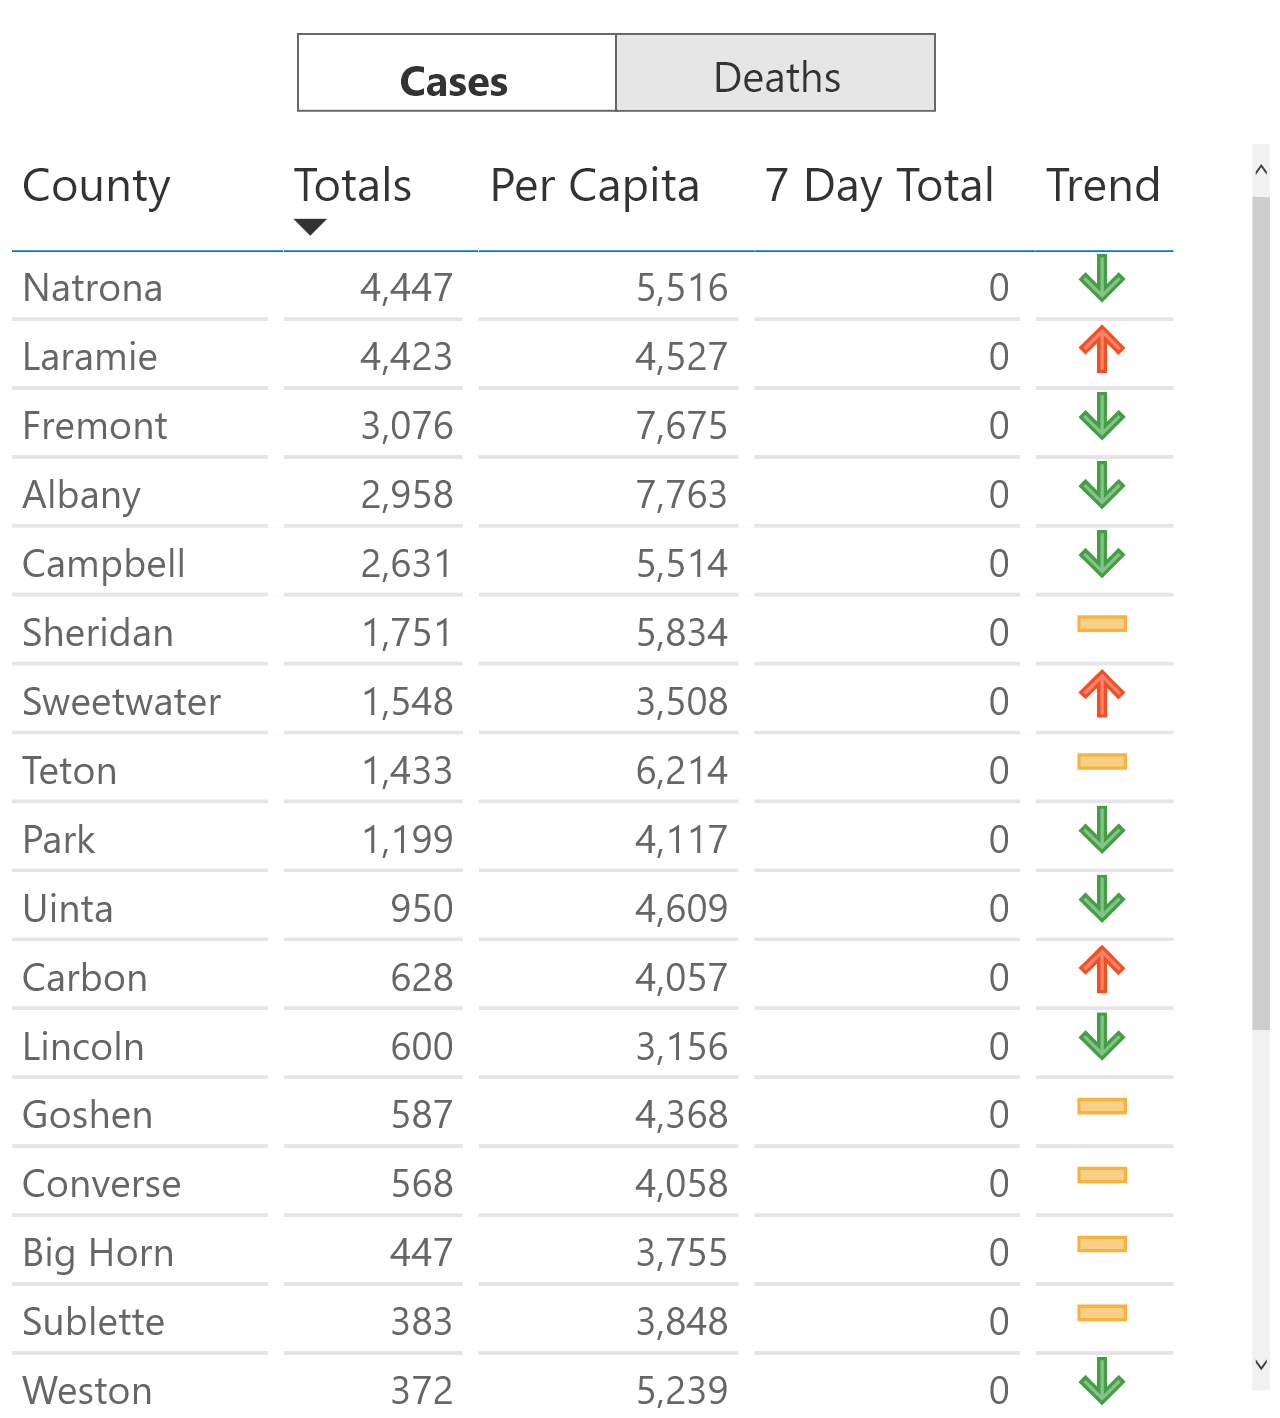 Cases Deaths
County Totals Per Capita 7 Day Total Trend
Natrona 4,447 5,516 0
Laramie 4,423 4,527 0
Fremont 3,076 7,675 0
Albany 2,958 7,763 0
Campbell 2,631 5,514 0
Sheridan 1,751 5,834 0
Sweetwater 1,548 3,508 0
Teton 1,433 6,214 0
Park 1,199 4,117 0
Uinta 950 4,609 0
Carbon 628 4,057 0
Lincoln 600 3,156 0
Goshen 587 4,368 0
Converse 568 4,058 0
Big Horn 447 3,755 0
Sublette 383 3,848 0
Weston 372 5,239 0